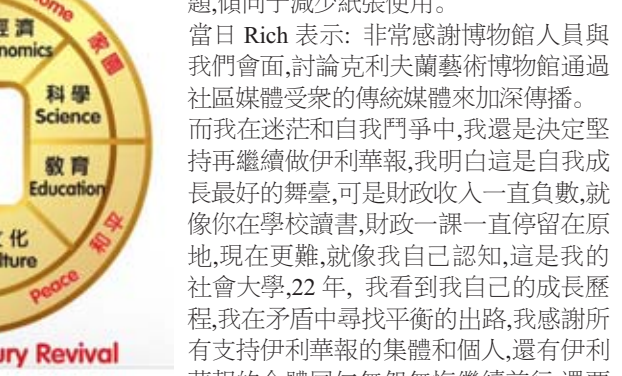 經濟
nomics
Home
家園
科學
Science
教育
Education
化
lture
和平
Peace
ury Revival
題,傾向于減少紙張使用。
當日 Rich 表示: 非常感謝博物館人員與
我們會面,討論克利夫蘭藝術博物館通過
社區媒體受衆的傳統媒體來加深傳播。
而我在迷茫和自我鬥爭中,我還是決定堅
持再繼續做伊利華報,我明白這是自我成
長最好的舞臺,可是財政收入一直負數,就
像你在學校讀書,財政一課一直停留在原
地,現在更難,就像我自己認知,這是我的
社會大學,22 年, 我看到我自己的成長歷
程,我在矛盾中尋找平衡的出路,我感謝所
有支持伊利華報的集體和個人,還有伊利